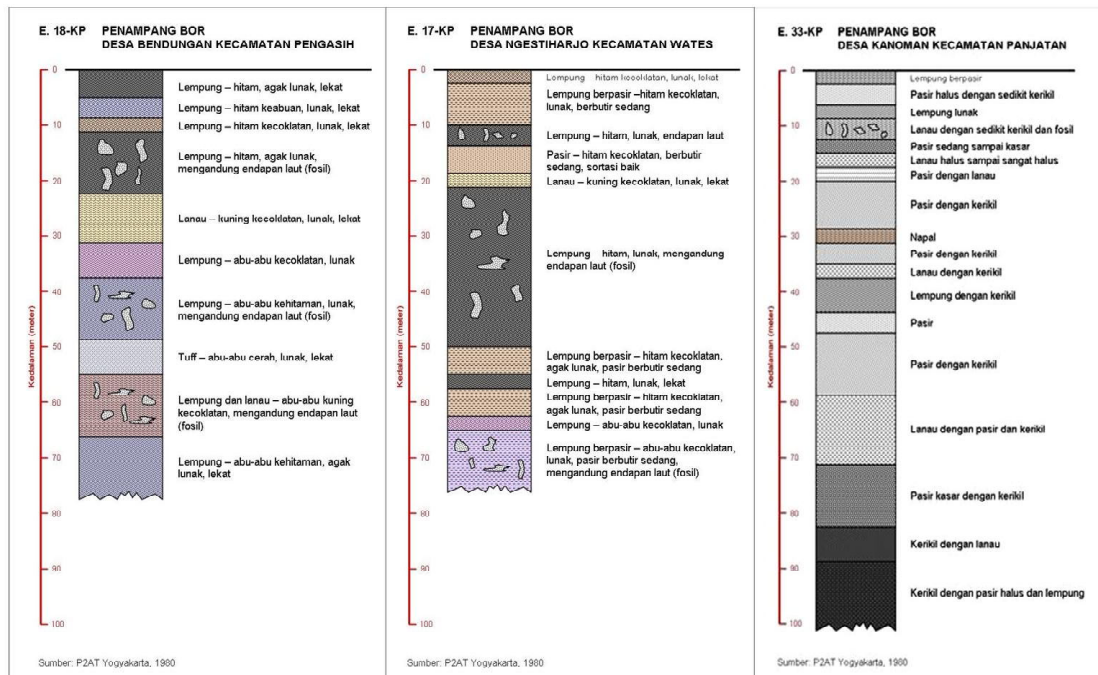 E. 18-KP PENAMPANG BOR
DESA BENDUNGAN KECAMATAN PENGASIH
Kedalaman (meter)
0
10
20
30
40
50
60
70
80
90
100
Lempung – hitam, agak lunak, lekat
Lempung – hitam keabuan, lunak, lekat
Lempung – hitam kecoklatan, lunak, lekat
Lempung – hitam, agak lunak,
mengandung endapan laut (fosil)
Lanau – kuning kecoklatan, lunak, lekat
Lempung – abu-abu kecoklatan, lunak
Lempung – abu-abu kehitaman, lunak,
mengandung endapan laut (fosil)
Tuff – abu-abu cerah, lunak, lekat
Lempung dan lanau – abu-abu kuning
kecoklatan, mengandung endapan laut
(fosil)
Lempung – abu-abu kehitaman, agak
lunak, lekat
Sumber: P2AT Yogyakarta, 1980
E. 17-KP PENAMPANG BOR
DESA NGESTIHARJO KECAMATAN WATES
Kedalaman (meter)
0
10
20
30
40
50
60
70
80
90
100
Lempung – hitam kecoklatan, lunak, lekat
Lempung berpasir –hitam kecoklatan,
lunak, berbutir sedang
Lempung – hitam, lunak, endapan laut
Pasir – hitam kecoklatan, berbutir
sedang, sortasi baik
Lanau – kuning kecoklatan, lunak, lekat
Lempung – hitam, lunak, mengandung
endapan laut (fosil)
Lempung berpasir – hitam kecoklatan,
agak lunak, pasir berbutir sedang
Lempung – hitam, lunak, lekat
Lempung berpasir – hitam kecoklatan,
agak lunak, pasir berbutir sedang
Lempung – abu-abu kecoklatan, lunak
Lempung berpasir – abu-abu kecoklatan,
lunak, pasir berbutir sedang,
mengandung endapan laut (fosil)
Sumber: P2AT Yogyakarta, 1980
E. 33-KP PENAMPANG BOR
DESA KANOMAN KECAMATAN PANJATAN
Kedalaman (meter)
0
10
20
30
40
50
60
70
80
90
100
Lempung berpasir
Pasir halus dengan sedikit kerikil
Lempung lunak
Lanau dengan sedikit kerikil dan fosil
Pasir sedang sampai kasar
Lanau halus sampai sangat halus
Pasir dengan lanau
Pasir dengan kerikil
Napal
Pasir dengan kerikil
Lanau dengan kerikil
Lempung dengan kerikil
Pasir
Pasir dengan kerikil
Lanau dengan pasir dan kerikil
Pasir kasar dengan kerikil
Kerikil dengan lanau
Kerikil dengan pasir halus dan lempung
Sumber: P2AT Yogyakarta, 1980